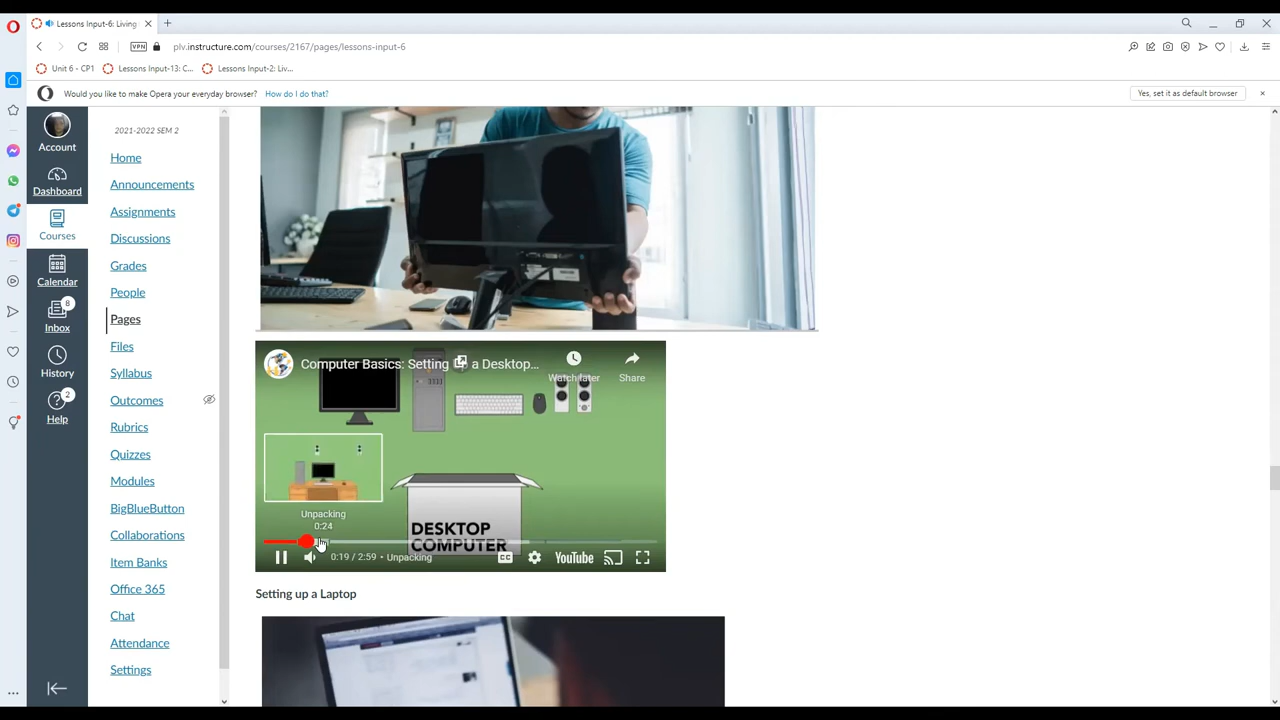 Lessons Input-6: Living
plv.instructure.com/courses/2167/pages/lessons-input-6
VPN
Unit 6 - CP1
Lessons Input-13: C...
Lessons Input-2: Liv...
Would you like to make Opera your everyday browser?
How do I do that?
Yes, set it as default browser
Account
Dashboard
Courses
Calendar
8
Inbox
History
2
Help
2021-2022 SEM 2
Home
Announcements
Assignments
Discussions
Grades
People
Pages
Files
Syllabus
Outcomes
Rubrics
Quizzes
Modules
BigBlueButton
Collaborations
Item Banks
Office 365
Chat
Attendance
Settings
Computer Basics: Setting Up a Desktop...
Watch later
Share
Unpacking
0:24
DESKTOP
COMPUTER
0:19 / 2:59 • Unpacking
CC
YouTube
Setting up a Laptop